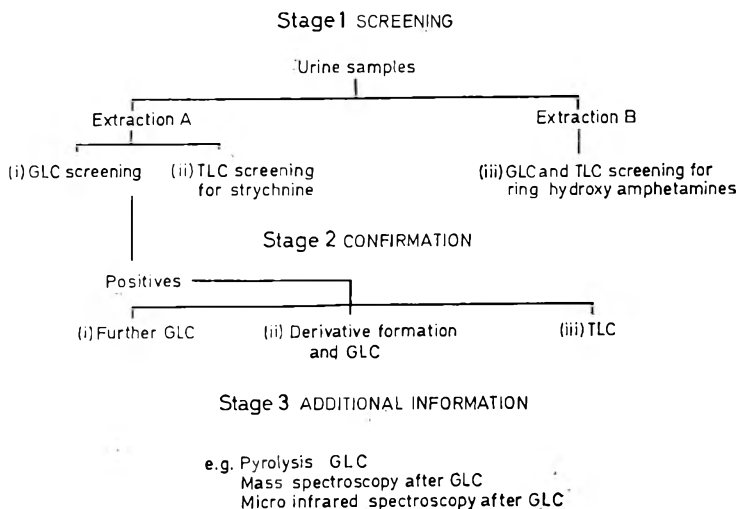 Stage 1 SCREENING
Urine samples
Extraction A
Extraction B
(i) GLC screening
(ii) TLC screening
for strychnine
(iii) GLC and TLC screening for
ring hydroxy amphetamines
Stage 2 CONFIRMATION
Positives
(i) Further GLC
(ii) Derivative formation
and GLC
(iii) TLC
Stage 3 ADDITIONAL INFORMATION
e.g. Pyrolysis GLC
Mass spectroscopy after GLC
Micro infrared spectroscopy after GLC